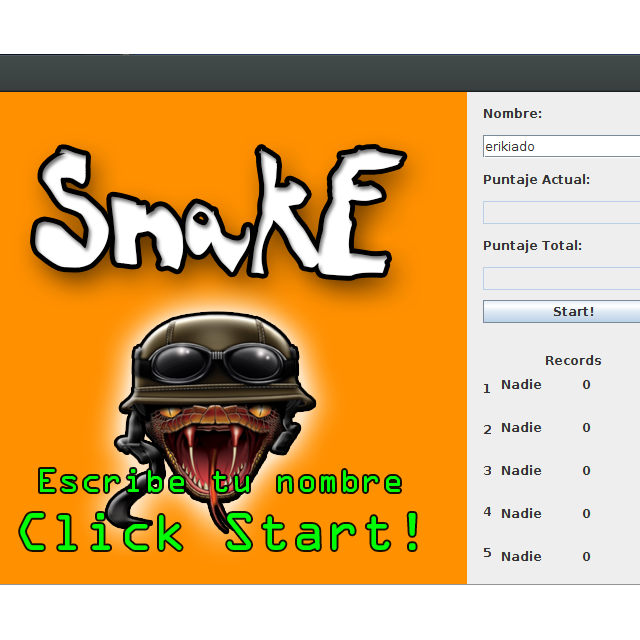 SnakE
Escribe tu nombre
Click Start!
Nombre:
erikiado
Puntaje Actual:
Puntaje Total:
Start!
Records
1 Nadie 0
2 Nadie 0
3 Nadie 0
4 Nadie 0
5 Nadie 0